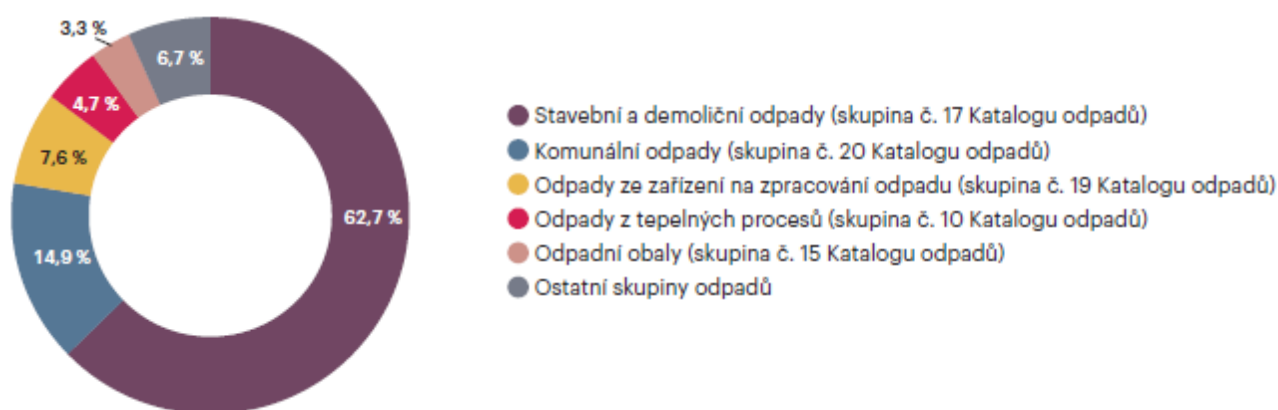 3,3 %
6,7 %
4,7 %
7,6 %
62,7 %
14,9 %
Stavební a demoliční odpady (skupina č. 17 Katalogu odpadů)
Komunální odpady (skupina č. 20 Katalogu odpadů)
Odpady ze zařízení na zpracování odpadu (skupina č. 19 Katalogu odpadů)
Odpady z tepelných procesů (skupina č. 10 Katalogu odpadů)
Odpadní obaly (skupina č. 15 Katalogu odpadů)
Ostatní skupiny odpadů